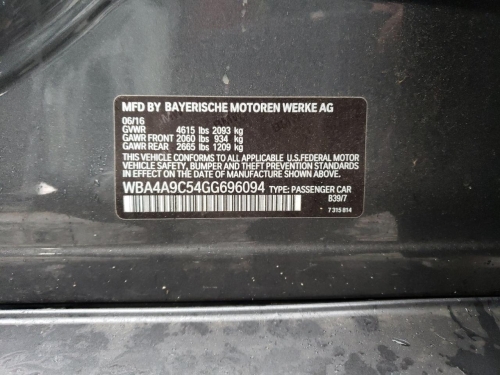 MFD BY BAYERISCHE MOTOREN WERKE AG
06/16
GVWR 4615 lbs 2093 kg
GAWR FRONT 2060 lbs 934 kg
GAWR REAR 2665 lbs 1209 kg
THIS VEHICLE CONFORMS TO ALL APPLICABLE U.S.FEDERAL MOTOR
VEHICLE SAFETY, BUMPER AND THEFT PREVENTION STANDARDS
IN EFFECT ON THE DATE OF MANUFACTURE SHOWN ABOVE.
WBA4A9C54GG696094 TYPE: PASSENGER CAR
B39/7
7 315 814